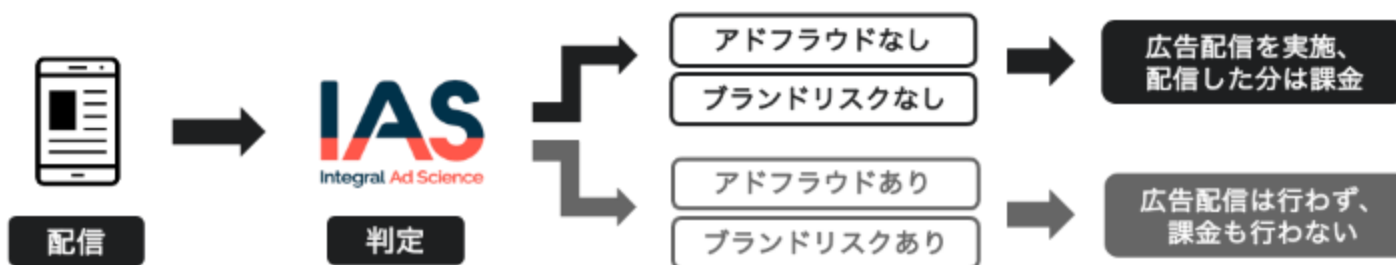 配信
IAS
Integral Ad Science
判定
アドフラウドなし
ブランドリスクなし
広告配信を実施、
配信した分は課金
アドフラウドあり
ブランドリスクあり
広告配信は行わず、
課金も行わない